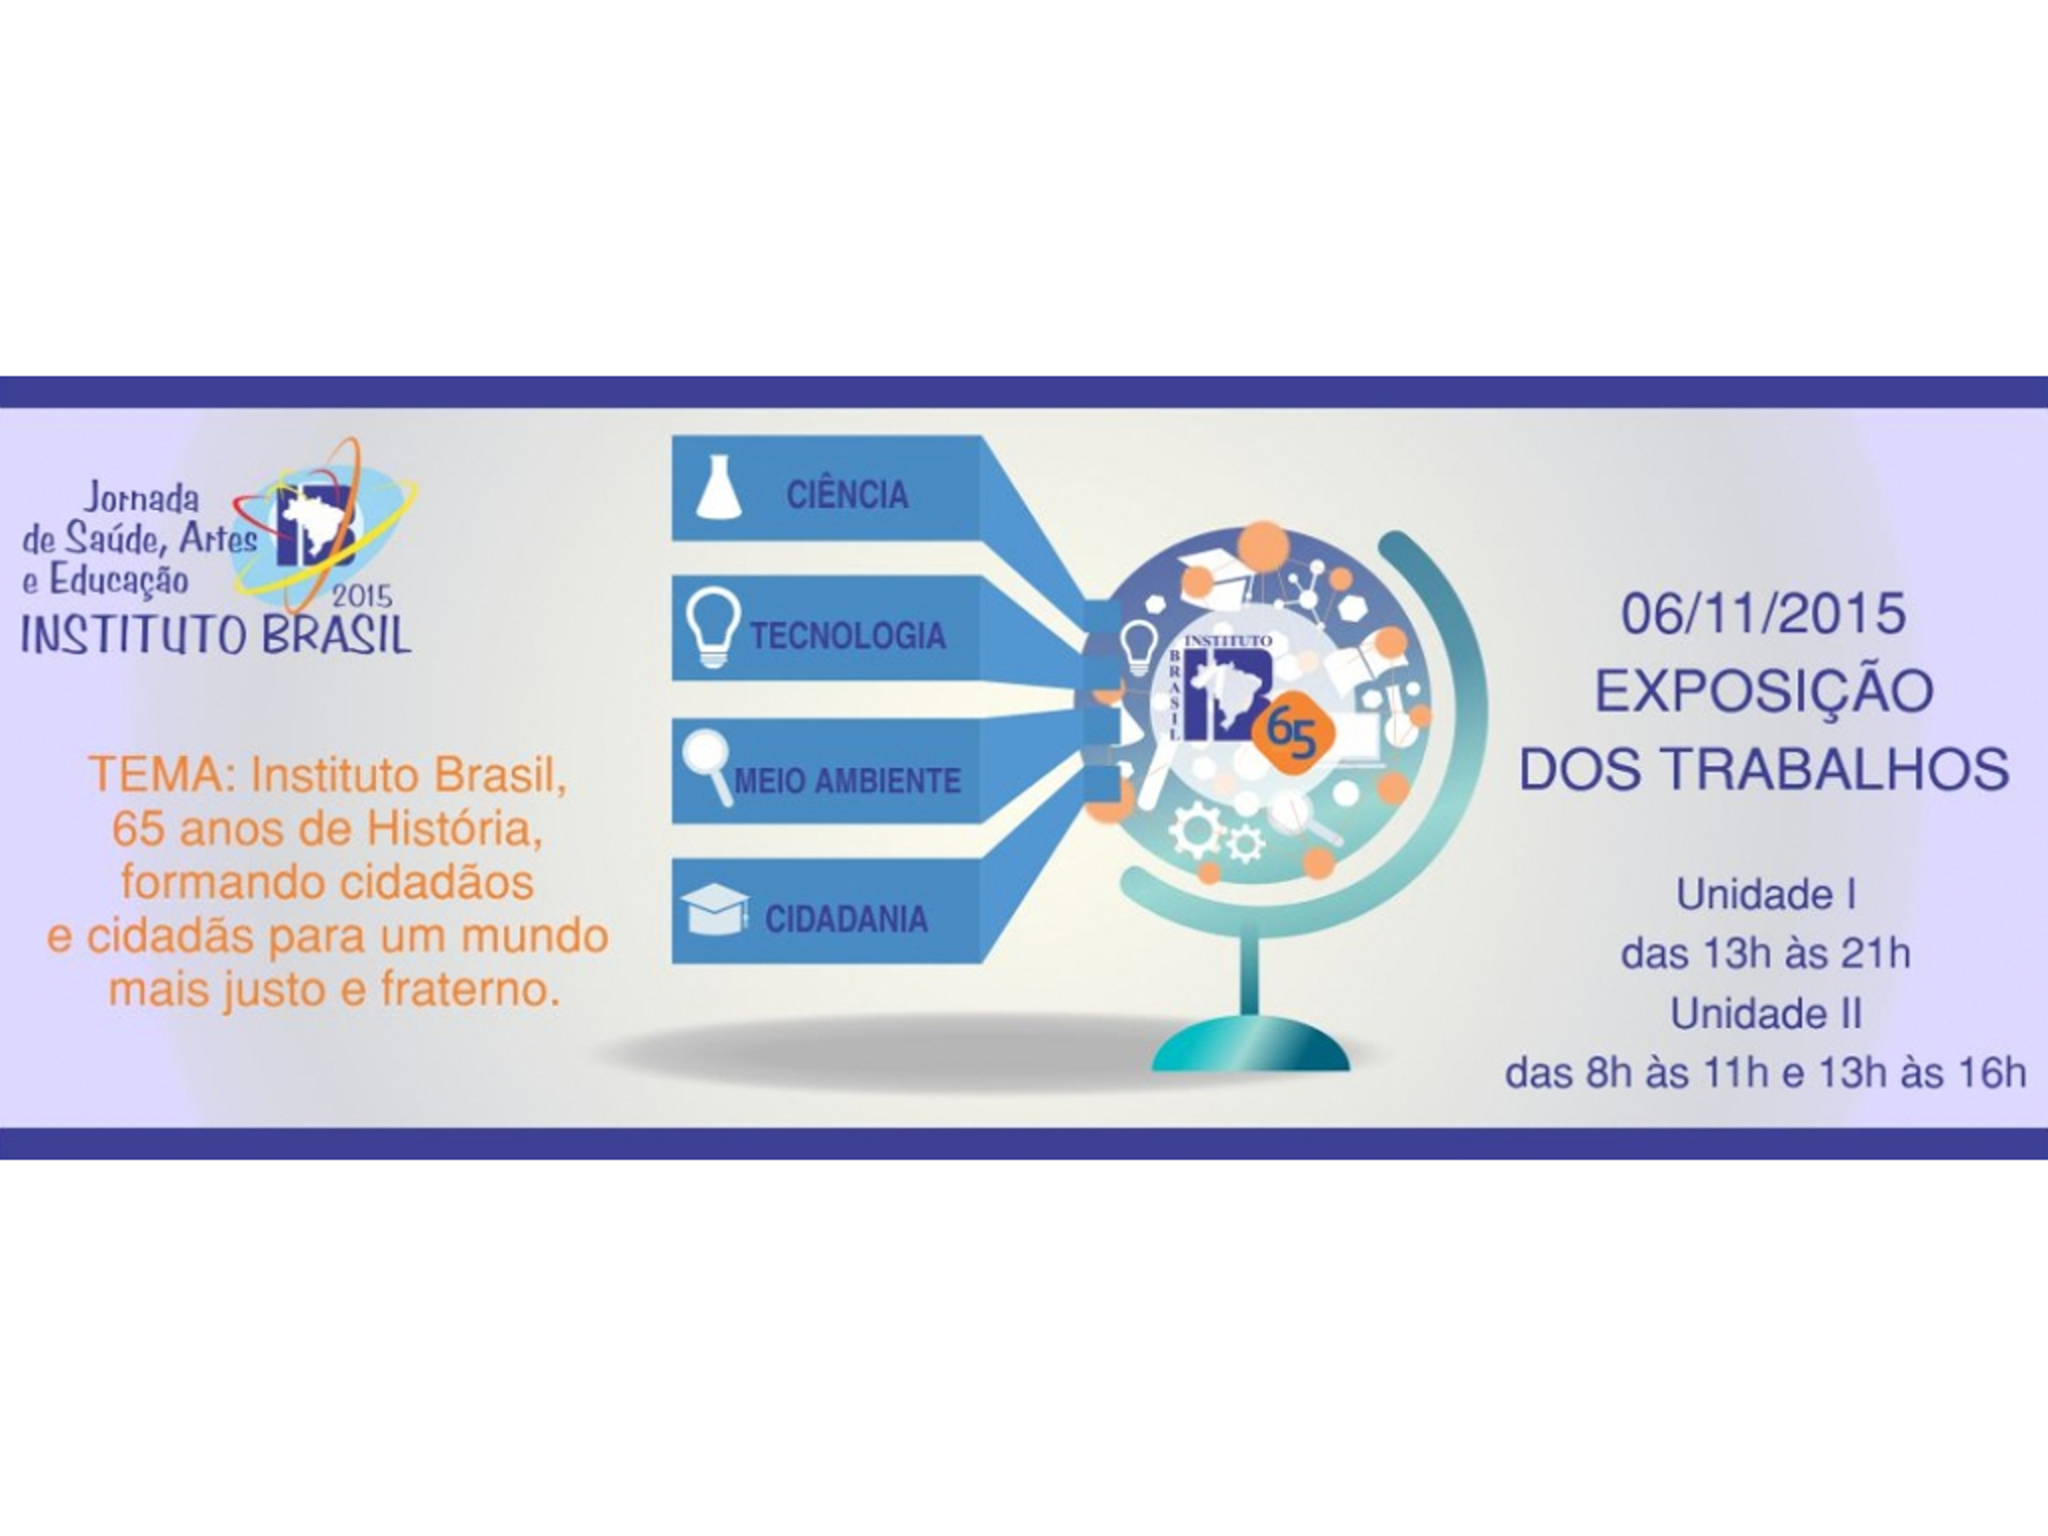 Jornada
de Saúde, Artes
e Educação
2015
INSTITUTO BRASIL
TEMA: Instituto Brasil,
65 anos de História,
formando cidadãos
e cidadãs para um mundo
mais justo e fraterno.
CIÊNCIA
TECNOLOGIA
MEIO AMBIENTE
CIDADANIA
INSTITUTO
BRASIL
IB
65
06/11/2015
EXPOSIÇÃO
DOS TRABALHOS
Unidade I
das 13h às 21h
Unidade II
das 8h às 11h e 13h às 16h